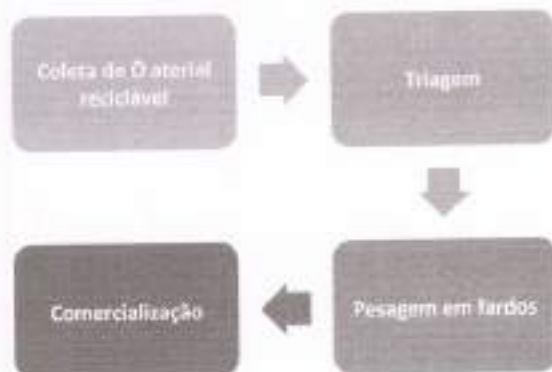 Coleta de Ö aterial
reciclável
Triagem
Pesagem em fardos
Comercialização